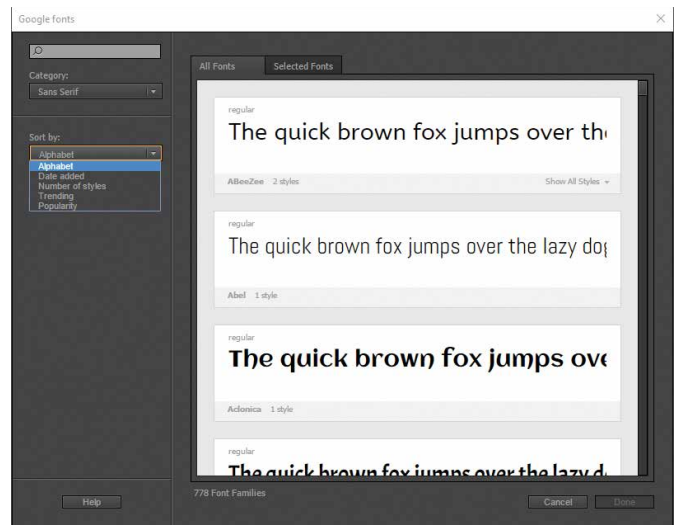 Google fonts
Category:
Sans Serif
Sort by:
Alphabet
Alphabet
Date added
Number of styles
Trending
Popularity
Help
All Fonts
Selected Fonts
regular
The quick brown fox jumps over the
ABeeZee 2 styles
Show All Styles
regular
The quick brown fox jumps over the lazy dog
Abel 1 style
regular
The quick brown fox jumps ove
Aclonica 1 style
regular
The quick brown fox jumps over the lazy d
778 Font Families
Cancel
Done